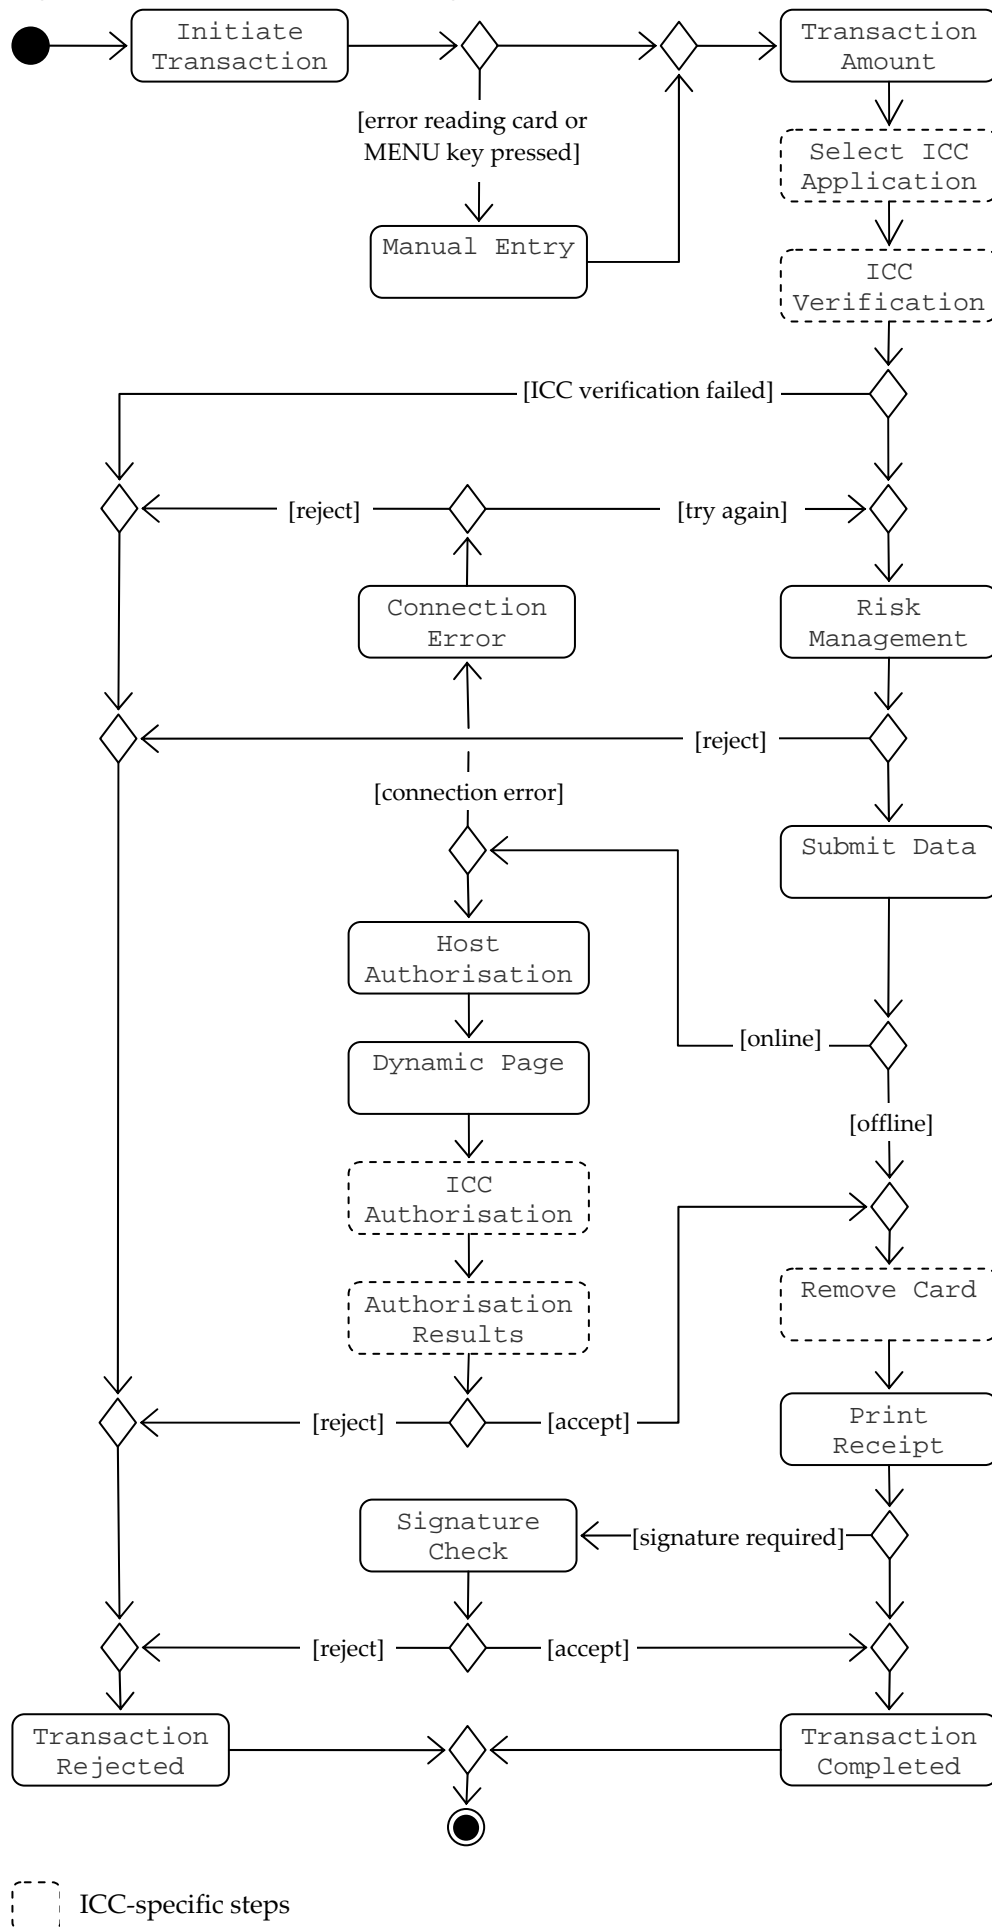 Initiate
Transaction
Transaction
Amount
[error reading card or
MENU key pressed]
Select ICC
Application
Manual Entry
ICC
Verification
[ICC verification failed]
[reject]
[try again]
Connection
Error
Risk
Management
[reject]
[connection error]
Submit Data
Host
Authorisation
[online]
Dynamic Page
[offline]
ICC
Authorisation
Remove Card
Authorisation
Results
[reject]
[accept]
Print
Receipt
Signature
Check
[signature required]
[reject]
[accept]
Transaction
Rejected
Transaction
Completed
ICC-specific steps